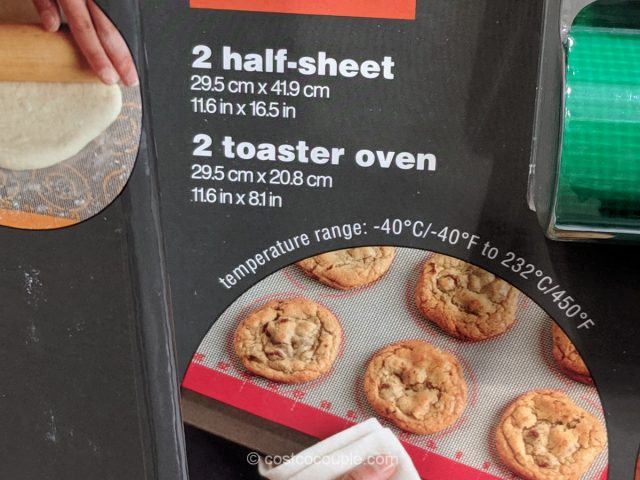 2 half-sheet
29.5 cm x 41.9 cm
11.6 in x 16.5 in
2 toaster oven
29.5 cm x 20.8 cm
11.6 in x 8.1 in
temperature range: -40°C/-40°F to 232°C/450°F
© costcocouple.com